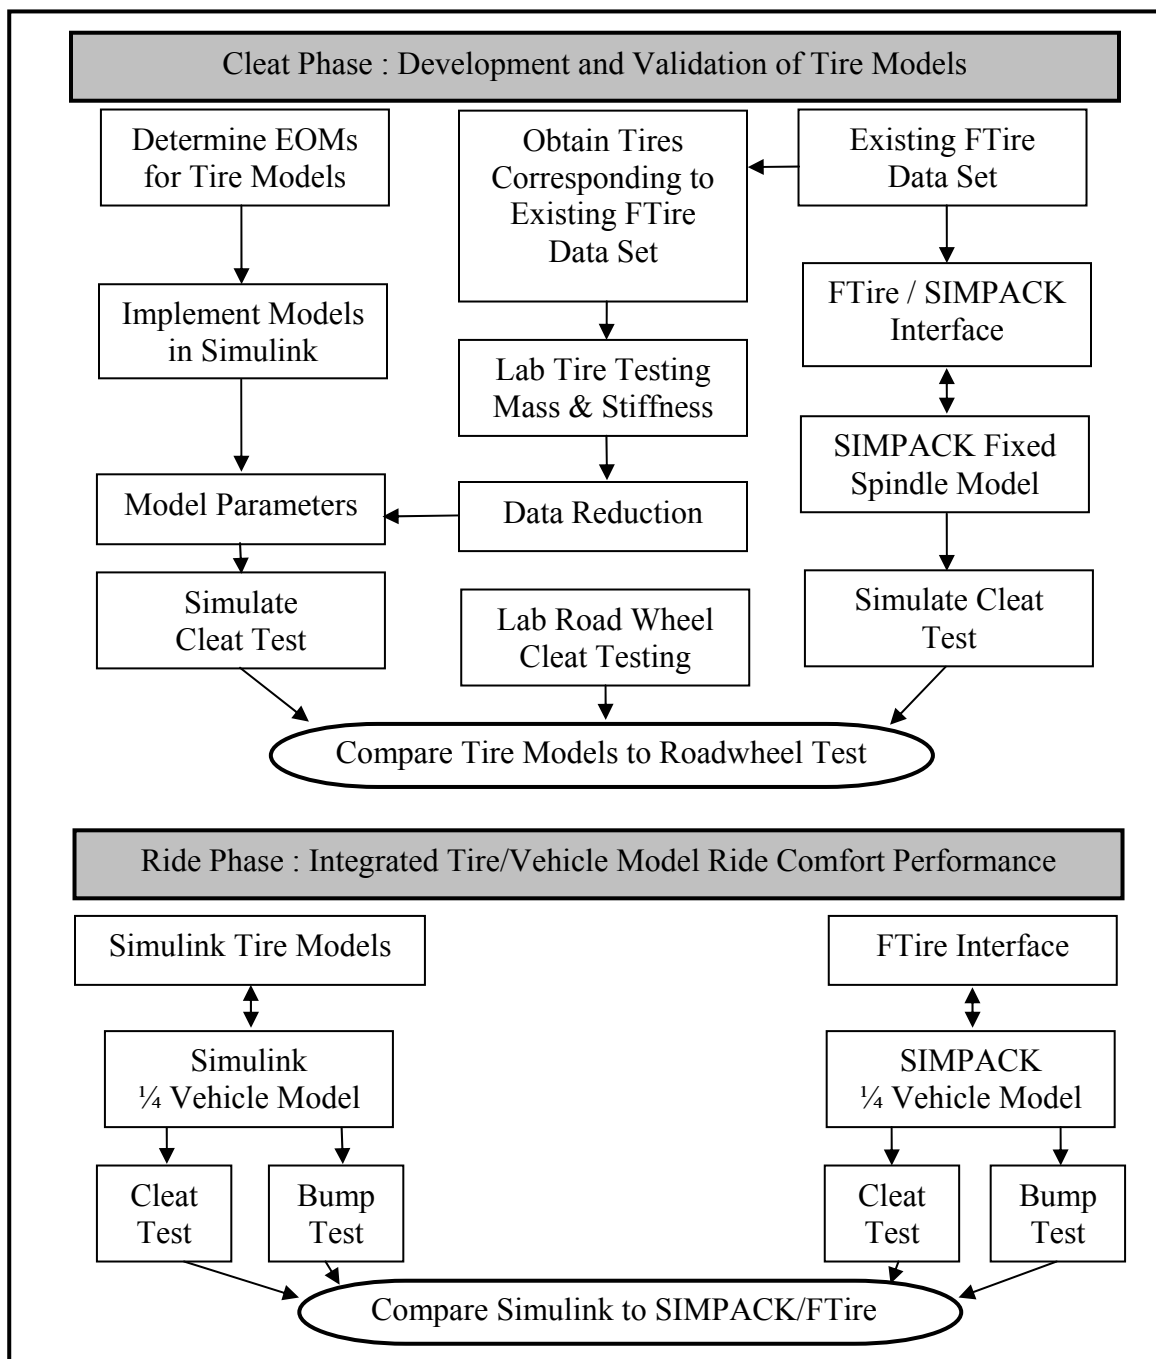 Cleat Phase : Development and Validation of Tire Models
Determine EOMs
for Tire Models
Obtain Tires
Corresponding to
Existing FTire
Data Set
Existing FTire
Data Set
Implement Models
in Simulink
FTire / SIMPACK
Interface
Lab Tire Testing
Mass & Stiffness
SIMPACK Fixed
Spindle Model
Model Parameters
Data Reduction
Simulate
Cleat Test
Lab Road Wheel
Cleat Testing
Simulate Cleat
Test
Compare Tire Models to Roadwheel Test
Ride Phase : Integrated Tire/Vehicle Model Ride Comfort Performance
Simulink Tire Models
FTire Interface
Simulink
¼ Vehicle Model
SIMPACK
¼ Vehicle Model
Cleat
Test
Bump
Test
Cleat
Test
Bump
Test
Compare Simulink to SIMPACK/FTire